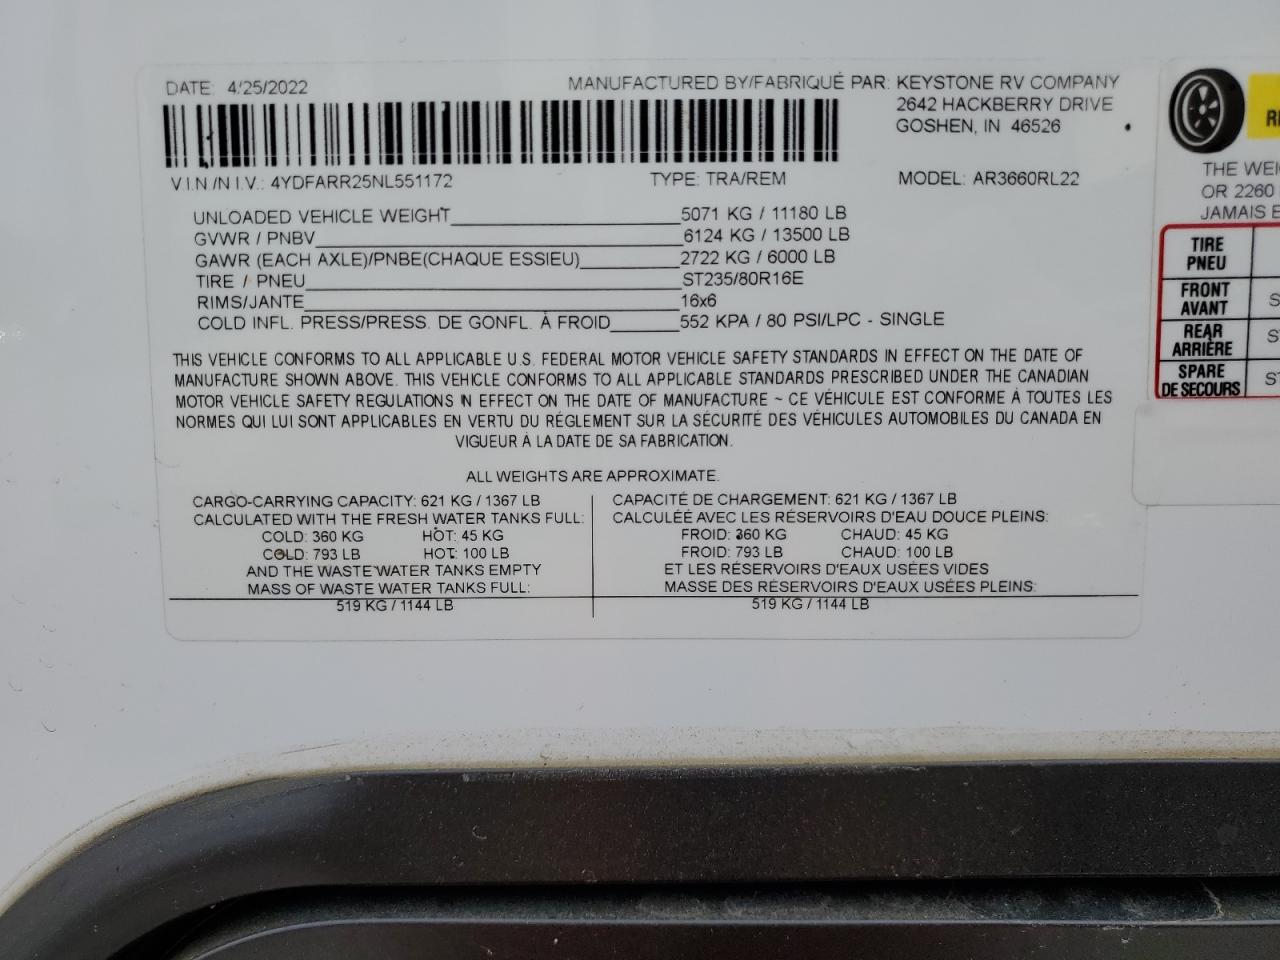 DATE: 4/25/2022
MANUFACTURED BY/FABRIQUÉ PAR: KEYSTONE RV COMPANY
2642 HACKBERRY DRIVE
GOSHEN, IN 46526
V.I.N./N.I.V.: 4YDFARR25NL551172 TYPE: TRA/REM MODEL: AR3660RL22
UNLOADED VEHICLE WEIGHT 5071 KG / 11180 LB
GVWR / PNBV 6124 KG / 13500 LB
GAWR (EACH AXLE)/PNBE(CHAQUE ESSIEU) 2722 KG / 6000 LB
TIRE / PNEU ST235/80R16E
RIMS/JANTE 16x6
COLD INFL. PRESS/PRESS. DE GONFL. À FROID 552 KPA / 80 PSI/LPC - SINGLE
THIS VEHICLE CONFORMS TO ALL APPLICABLE U.S. FEDERAL MOTOR VEHICLE SAFETY STANDARDS IN EFFECT ON THE DATE OF
MANUFACTURE SHOWN ABOVE. THIS VEHICLE CONFORMS TO ALL APPLICABLE STANDARDS PRESCRIBED UNDER THE CANADIAN
MOTOR VEHICLE SAFETY REGULATIONS IN EFFECT ON THE DATE OF MANUFACTURE ~ CE VÉHICULE EST CONFORME À TOUTES LES
NORMES QUI LUI SONT APPLICABLES EN VERTU DU RÉGLEMENT SUR LA SÉCURITÉ DES VÉHICULES AUTOMOBILES DU CANADA EN
VIGUEUR À LA DATE DE SA FABRICATION.
ALL WEIGHTS ARE APPROXIMATE.
CARGO-CARRYING CAPACITY: 621 KG / 1367 LB
CALCULATED WITH THE FRESH WATER TANKS FULL:
COLD: 360 KG HOT: 45 KG
COLD: 793 LB HOT: 100 LB
AND THE WASTE WATER TANKS EMPTY
MASS OF WASTE WATER TANKS FULL:
519 KG / 1144 LB
CAPACITÉ DE CHARGEMENT: 621 KG / 1367 LB
CALCULÉE AVEC LES RÉSERVOIRS D'EAU DOUCE PLEINS:
FROID: 360 KG CHAUD: 45 KG
FROID: 793 LB CHAUD: 100 LB
ET LES RÉSERVOIRS D'EAUX USÉES VIDES
MASSE DES RÉSERVOIRS D'EAUX USÉES PLEINS:
519 KG / 1144 LB
THE WEI
OR 2260
JAMAIS E
TIRE
PNEU
FRONT
AVANT
REAR
ARRIÈRE
SPARE
DE SECOURS